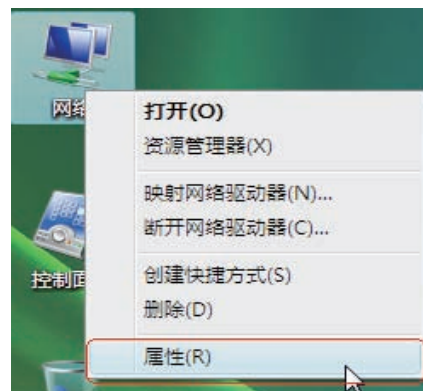 网络
打开(O)
资源管理器(X)
映射网络驱动器(N)...
断开网络驱动器(C)...
创建快捷方式(S)
控制面
删除(D)
属性(R)